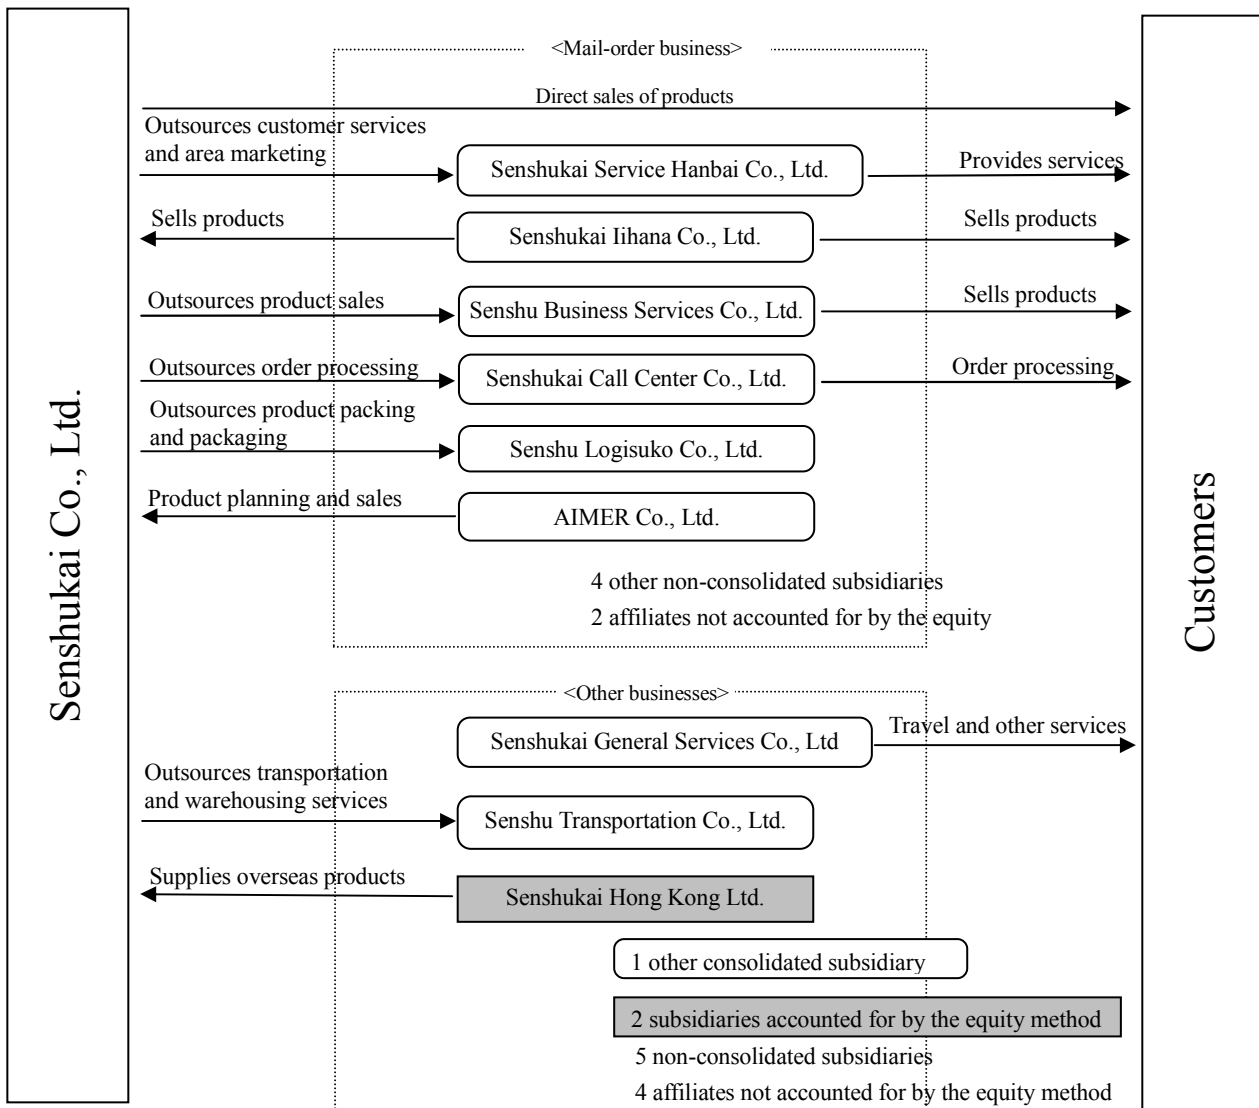 Senshukai Co., Ltd.
<Mail-order business>
Direct sales of products
Outsources customer services
and area marketing
Senshukai Service Hanbai Co., Ltd.
Provides services
Sells products
Senshukai Iihana Co., Ltd.
Sells products
Outsources product sales
Senshu Business Services Co., Ltd.
Sells products
Outsources order processing
Senshukai Call Center Co., Ltd.
Order processing
Outsources product packing
and packaging
Senshu Logisuko Co., Ltd.
Product planning and sales
AIMER Co., Ltd.
4 other non-consolidated subsidiaries
2 affiliates not accounted for by the equity
<Other businesses>
Senshukai General Services Co., Ltd
Travel and other services
Outsources transportation
and warehousing services
Senshu Transportation Co., Ltd.
Supplies overseas products
Senshukai Hong Kong Ltd.
1 other consolidated subsidiary
2 subsidiaries accounted for by the equity method
5 non-consolidated subsidiaries
4 affiliates not accounted for by the equity method
Customers